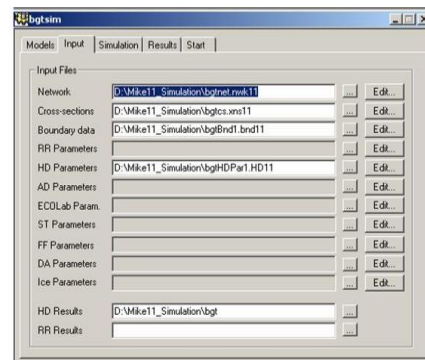 bgtsim
Models Input Simulation Results Start
Input Files
Network D:\Mike11_Simulation\bgtnet.nwk11 ... Edit...
Cross-sections D:\Mike11_Simulation\bgtcs.xns11 ... Edit...
Boundary data D:\Mike11_Simulation\bgtBnd1.bnd11 ... Edit...
RR Parameters ... Edit...
HD Parameters D:\Mike11_Simulation\bgtHDPar1.HD11 ... Edit...
AD Parameters ... Edit...
ECOLab Param. ... Edit...
ST Parameters ... Edit...
FF Parameters ... Edit...
DA Parameters ... Edit...
Ice Parameters ... Edit...
HD Results D:\Mike11_Simulation\bgt ...
RR Results ...